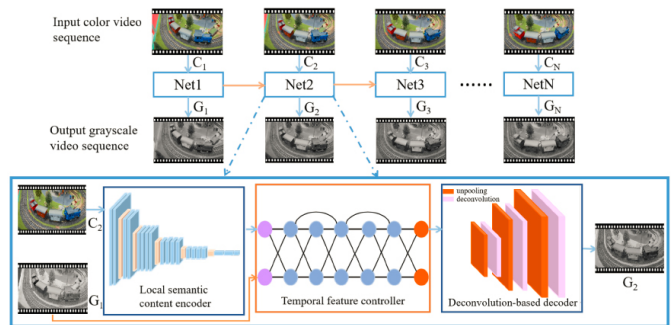 Input color video
sequence
C1
C2
C3
CN
Net1
Net2
Net3
......
NetN
G1
G2
G3
GN
Output grayscale
video sequence
C2
G1
Local semantic
content encoder
Temporal feature controller
unpooling
deconvolution
Deconvolution-based decoder
G2